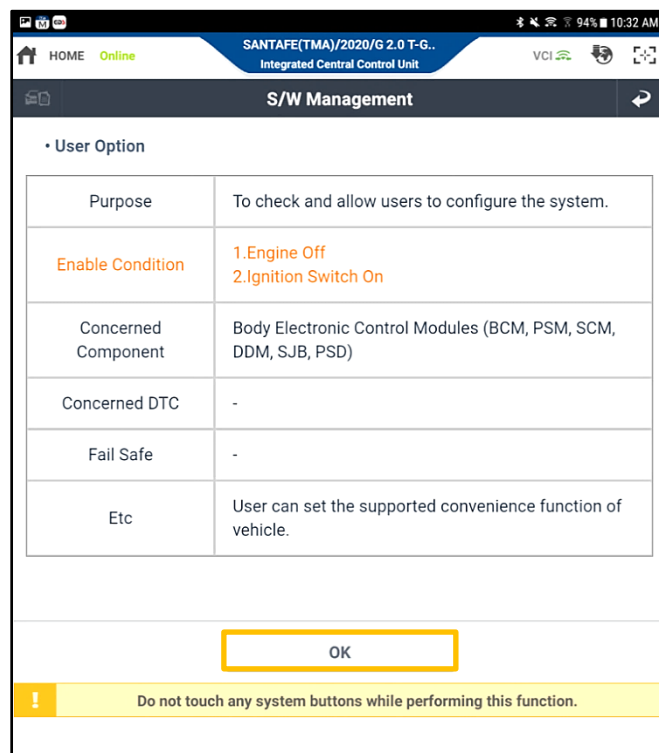 94% 10:32 AM
HOME Online
SANTAFE(TMA)/2020/G 2.0 T-G..
Integrated Central Control Unit
VCI
S/W Management
• User Option
Purpose
To check and allow users to configure the system.
Enable Condition
1.Engine Off
2.Ignition Switch On
Concerned
Component
Body Electronic Control Modules (BCM, PSM, SCM,
DDM, SJB, PSD)
Concerned DTC
-
Fail Safe
-
Etc
User can set the supported convenience function of
vehicle.
OK
! Do not touch any system buttons while performing this function.